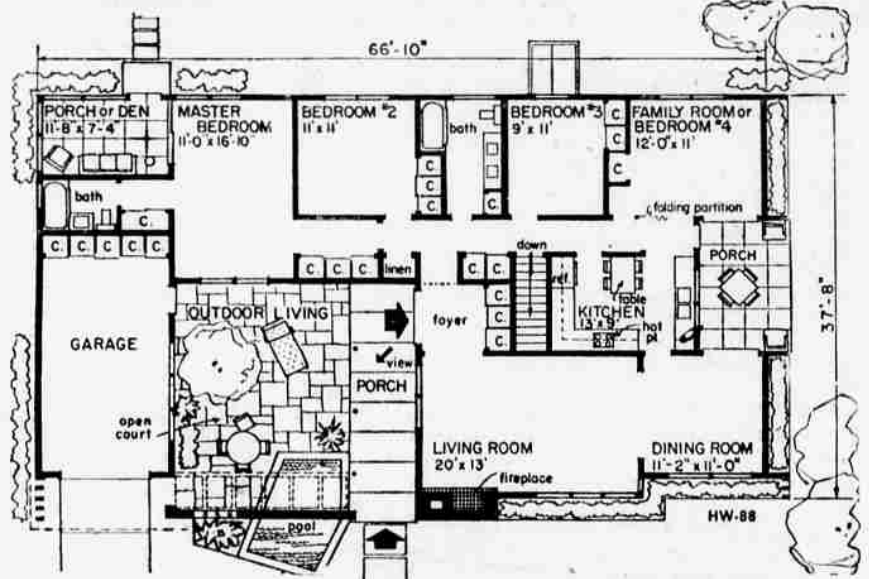 66'-10"
PORCH or DEN
11'-8" x 7'-4"
MASTER
BEDROOM
11'-0" x 16'-10"
BEDROOM #2
11' x 11'
bath
BEDROOM #3
9' x 11'
FAMILY ROOM or
BEDROOM #4
12'-0" x 11'
C.
C.
C.
C.
C.
C.
C.
bath
C.
folding partition
C. C. C. C. C.
down
PORCH
C. C. C. linen
C. C.
ref.
table
OUTDOOR LIVING
C.
C.
C.
foyer
KITCHEN
13' x 9'
hot
pl.
37'-8"
GARAGE
view
PORCH
open
court
LIVING ROOM
20' x 13'
DINING ROOM
11'-2" x 11'-0"
fireplace
pool
HW-88